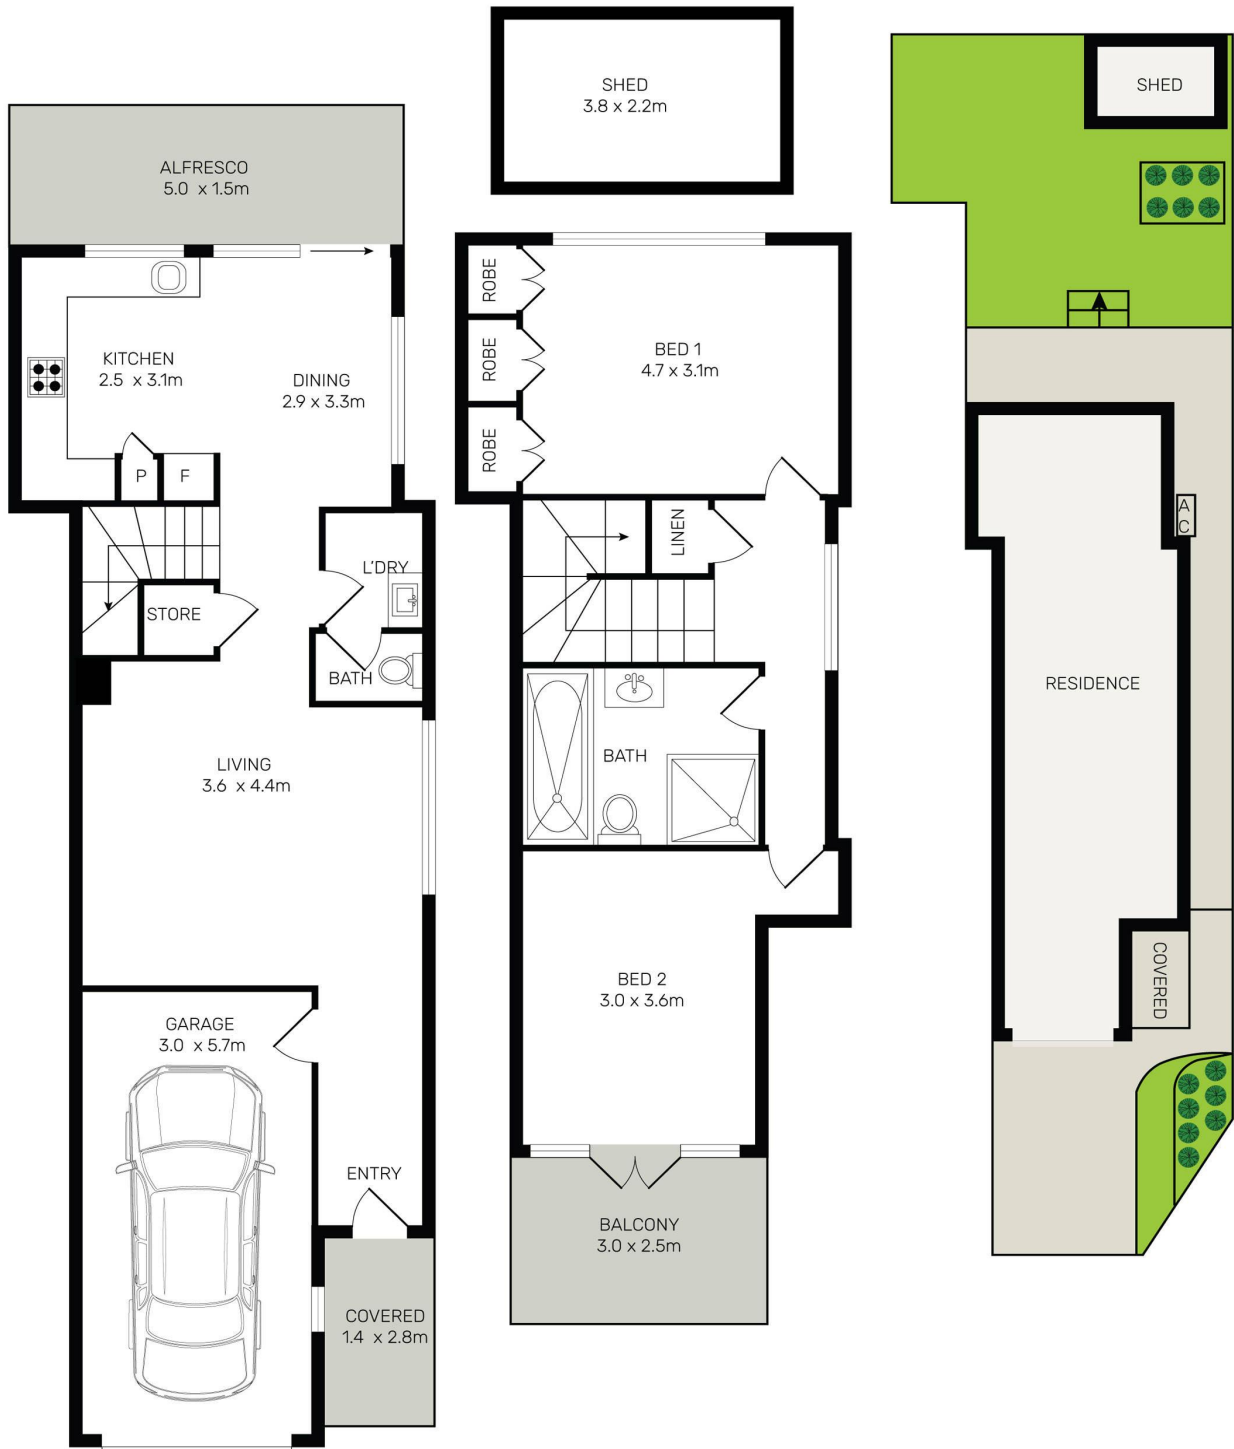 ALFRESCO
5.0 x 1.5m
KITCHEN
2.5 x 3.1m
DINING
2.9 x 3.3m
P
F
L'DRY
STORE
BATH
LIVING
3.6 x 4.4m
GARAGE
3.0 x 5.7m
ENTRY
COVERED
1.4 x 2.8m
SHED
3.8 x 2.2m
ROBE
ROBE
ROBE
BED 1
4.7 x 3.1m
LINEN
BATH
BED 2
3.0 x 3.6m
BALCONY
3.0 x 2.5m
SHED
A
C
RESIDENCE
COVERED